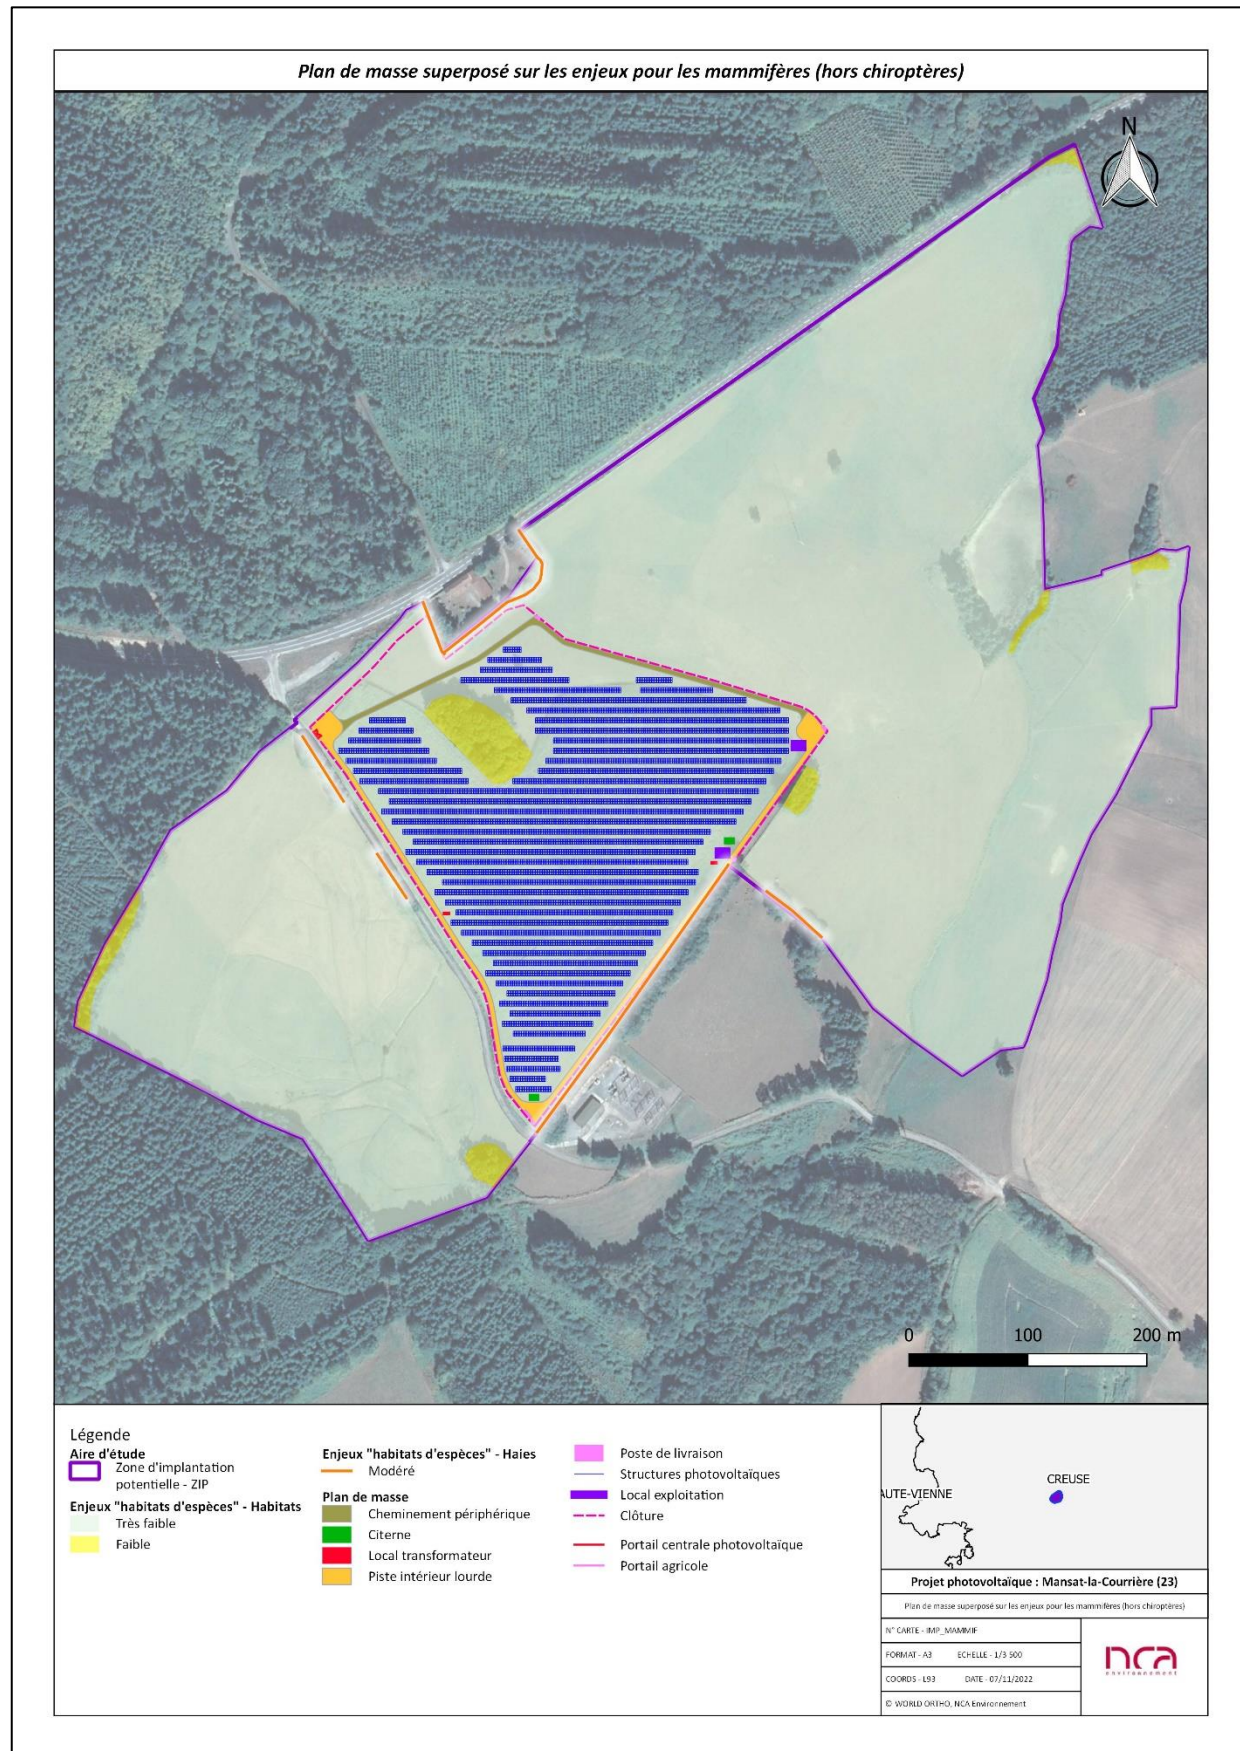 Plan de masse superposé sur les enjeux pour les mammifères (hors chiroptères)
N
0 100 200 m
Légende
Aire d'étude
Zone d'implantation
potentielle - ZIP
Enjeux "habitats d'espèces" - Habitats
Très faible
Faible
Enjeux "habitats d'espèces" - Haies
Modéré
Plan de masse
Cheminement périphérique
Citerne
Local transformateur
Piste intérieur lourde
Poste de livraison
Structures photovoltaïques
Local exploitation
Clôture
Portail centrale photovoltaïque
Portail agricole
CREUSE
AUTE-VIENNE
Projet photovoltaïque : Mansat-la-Courrière (23)
Plan de masse superposé sur les enjeux pour les mammifères (hors chiroptères)
N° CARTE - IMP_MAMMIF
FORMAT - A3 ECHELLE - 1/3 500
COORDS - L93 DATE - 07/11/2022
© WORLD ORTHO, NCA Environnement
nca
environnement